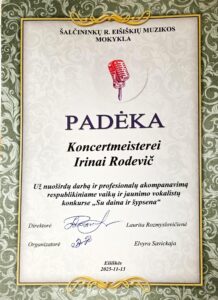 ŠALČININKŲ R. EIŠIŠKIŲ MUZIKOS
MOKYKLA
PADĖKA
Koncertmeisterei
Irinai Rodevič
Už nuoširdų darbą ir profesionalų akompanavimą
respublikiniame vaikų ir jaunimo vokalistų
konkurse „Su daina ir šypsena“
Direktorė Laurita Rozmyslovičienė
Organizatorė Elvyra Savickaja
Eišiškės
2025-11-13